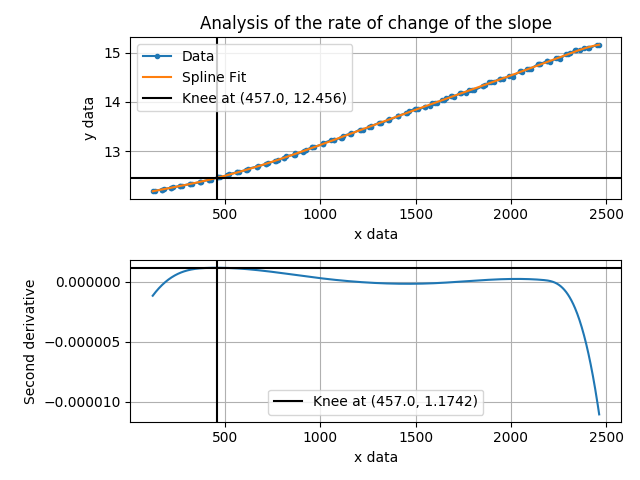 Analysis of the rate of change of the slope
15
14
13
y data
Data
Spline Fit
Knee at (457.0, 12.456)
500
1000
1500
2000
2500
x data
0.000000
−0.000005
−0.000010
Second derivative
Knee at (457.0, 1.1742)
500
1000
1500
2000
2500
x data